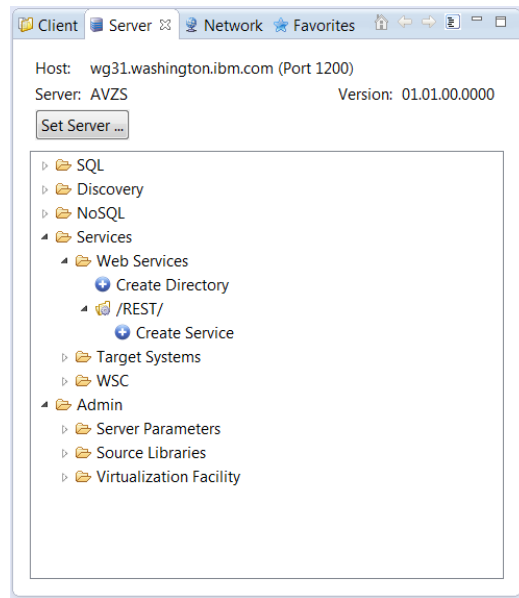 Client Server Network Favorites
Host: wg31.washington.ibm.com (Port 1200)
Server: AVZS Version: 01.01.00.0000
Set Server ...
SQL
Discovery
NoSQL
Services
Web Services
Create Directory
/REST/
Create Service
Target Systems
WSC
Admin
Server Parameters
Source Libraries
Virtualization Facility